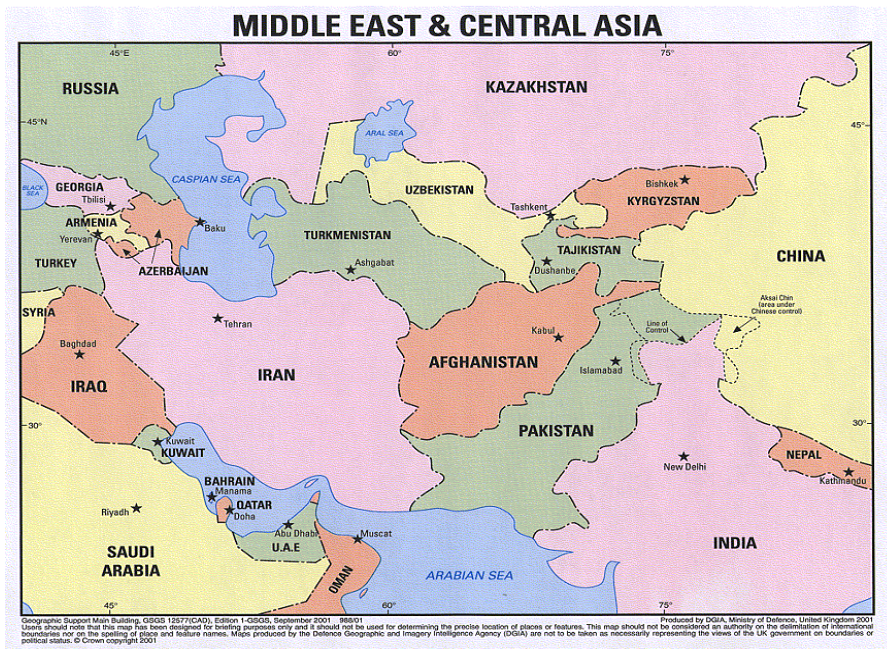 MIDDLE EAST & CENTRAL ASIA
45°E
60°
75°
RUSSIA
KAZAKHSTAN
45°N
45°
ARAL SEA
CASPIAN SEA
BLACK
SEA
GEORGIA
Tbilisi
UZBEKISTAN
Bishkek
KYRGYZSTAN
Tashkent
ARMENIA
Yerevan
Baku
TURKMENISTAN
TAJIKISTAN
Dushanbe
CHINA
TURKEY
AZERBAIJAN
Ashgabat
SYRIA
Tehran
Aksai Chin
(area under
Chinese control)
Line of
Control
Kabul
Baghdad
AFGHANISTAN
Islamabad
IRAQ
IRAN
30°
30°
PAKISTAN
Kuwait
KUWAIT
New Delhi
NEPAL
Kathmandu
BAHRAIN
Manama
QATAR
Doha
Riyadh
Abu Dhabi
U.A.E
Muscat
SAUDI
ARABIA
OMAN
ARABIAN SEA
INDIA
45°
60°
75°
Geographic Support Main Building, GSGS 12577(CAD), Edition 1-GSGS, September 2001 988/01 Produced by DGIA, Ministry of Defence, United Kingdom 2001
Users should note that this map has been designed for briefing purposes only and it should not be used for determining the precise location of places or features. This map should not be considered an authority on the delimitation of international
boundaries nor on the spelling of place and feature names. Maps produced by the Defence Geographic and Imagery Intelligence Agency (DGIA) are not to be taken as necessarily representing the views of the UK government on boundaries or
political status. © Crown copyright 2001